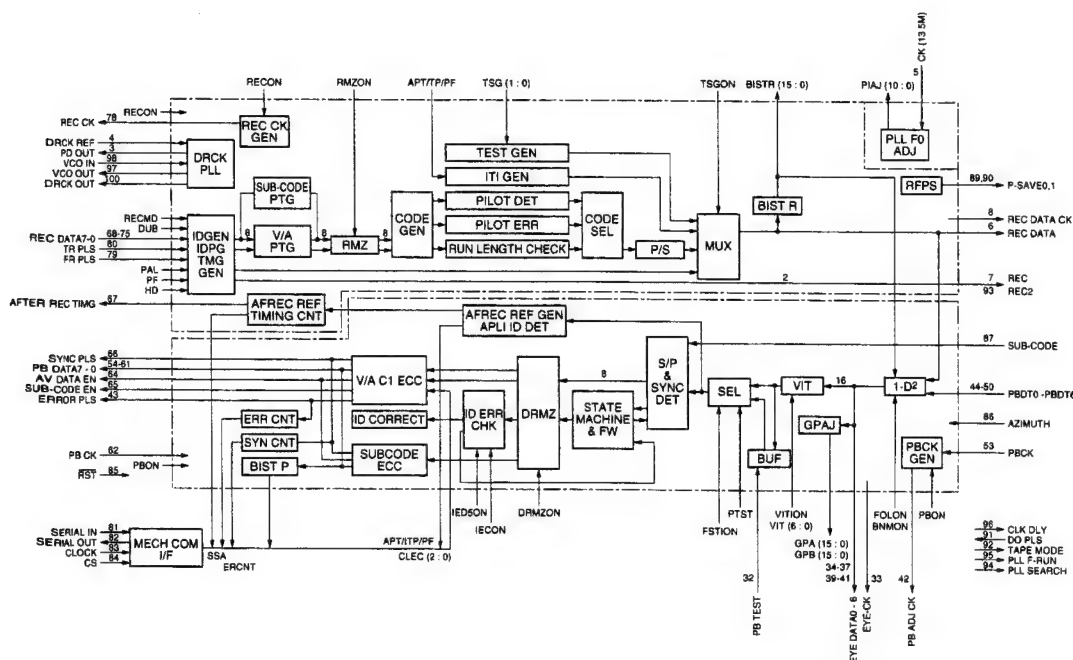 CK (13.5M)
5
RECON
RMZON
APT/TP/PF
TSG (1 : 0)
TSGON
BISTR (15 : 0)
PIAJ (10 : 0)
RECON
REC CK
78
REC CK
GEN
DRCK REF
4
PD OUT
3
VCO IN
98
VCO OUT
97
DRCK OUT
100
DRCK
PLL
TEST GEN
ITI GEN
PLL F0
ADJ
RFPS
89,90
P-SAVE0,1
SUB-CODE
PTG
BIST R
8
REC DATA CK
6
REC DATA
RECMD
DUB
REC DATA7-0
68-75
TR PLS
80
FR PLS
79
PAL
PF
HD
IDGEN
IDPG
TMG
GEN
8
V/A
PTG
8
RMZ
8
CODE
GEN
PILOT DET
PILOT ERR
RUN LENGTH CHECK
CODE
SEL
P/S
MUX
2
7
REC
93
REC2
AFTER REC TIMG
67
AFREC REF
TIMING CNT
AFREC REF GEN
APLI ID DET
SYNC PLS
66
PB DATA7 - 0
54-61
AV DATA EN
64
SUB-CODE EN
65
ERROR PLS
43
V/A C1 ECC
8
S/P
&
SYNC
DET
87
SUB-CODE
SEL
VIT
16
1-D²
44-50
PBDT0 -PBDT6
ERR CNT
ID CORRECT
ID ERR
CHK
DRMZ
STATE
MACHINE
& FW
GPAJ
86
AZIMUTH
SYN CNT
SUBCODE
ECC
BIST P
BUF
PBCK
GEN
53
PBCK
PB CK
62
PBON
RST
85
IED5ON
IECON
DRMZON
FSTION
PTST
VITION
VIT (6 : 0)
FOLON
BNMON
PBON
SERIAL IN
81
SERIAL OUT
82
CLOCK
83
CS
84
MECH COM
I/F
SSA
ERCNT
APT/ITP/PF
CLEC (2 : 0)
GPA (15 : 0)
GPB (15 : 0)
34-37
39-41
32
33
42
96
CLK DLY
91
DO PLS
92
TAPE MODE
95
PLL F-RUN
94
PLL SEARCH
PB TEST
EYE DATA0 - 6
EYE-CK
PB ADJ CK